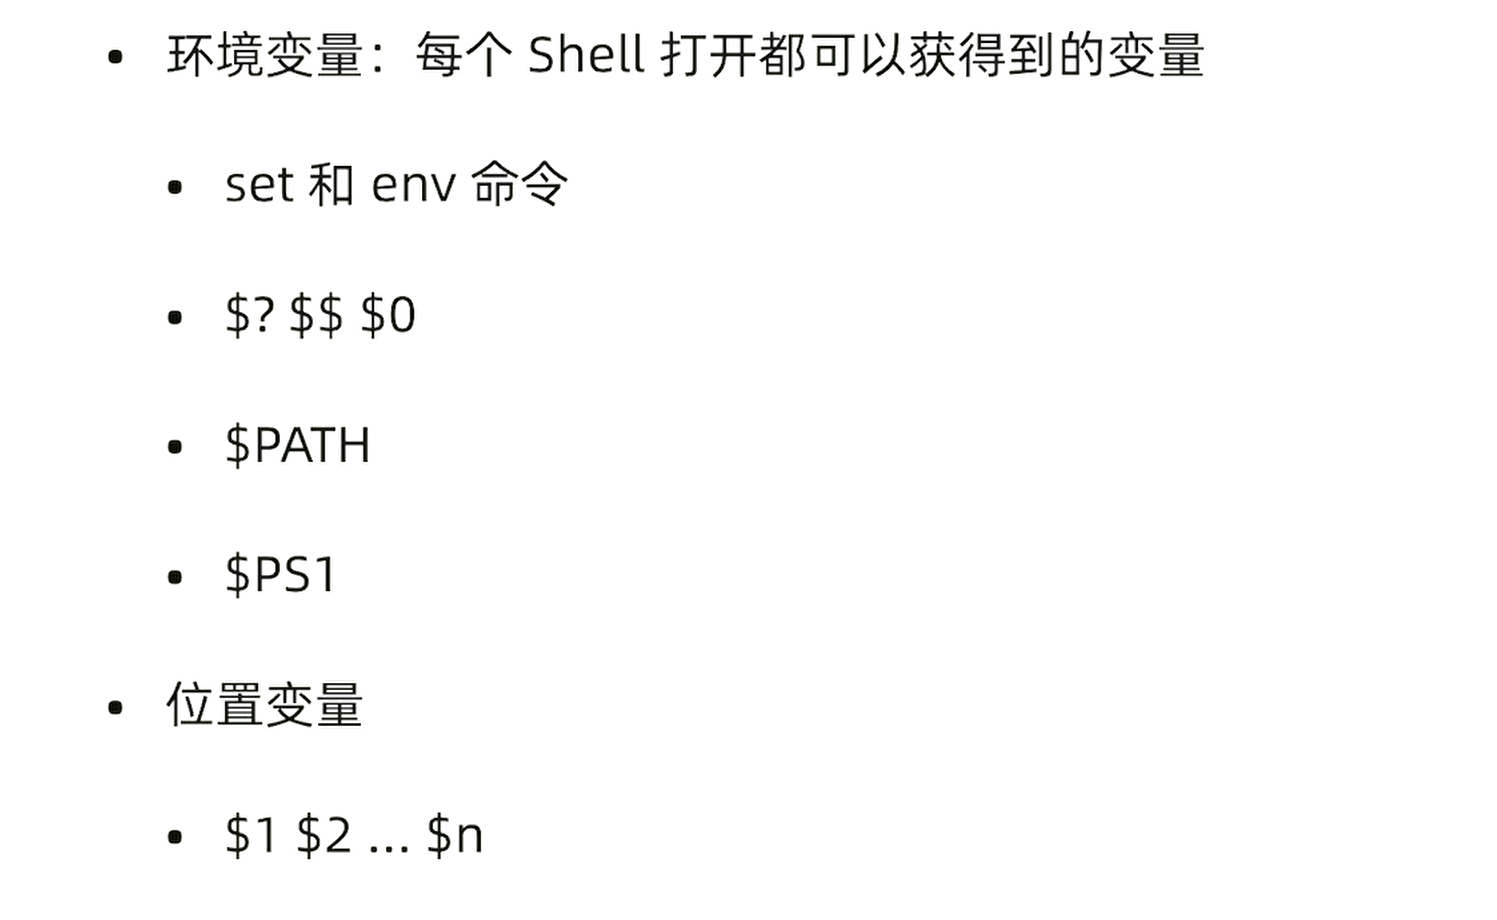 • 环境变量：每个 Shell 打开都可以获得到的变量
• set 和 env 命令
• $? $$ $0
• $PATH
• $PS1
• 位置变量
• $1 $2 ... $n